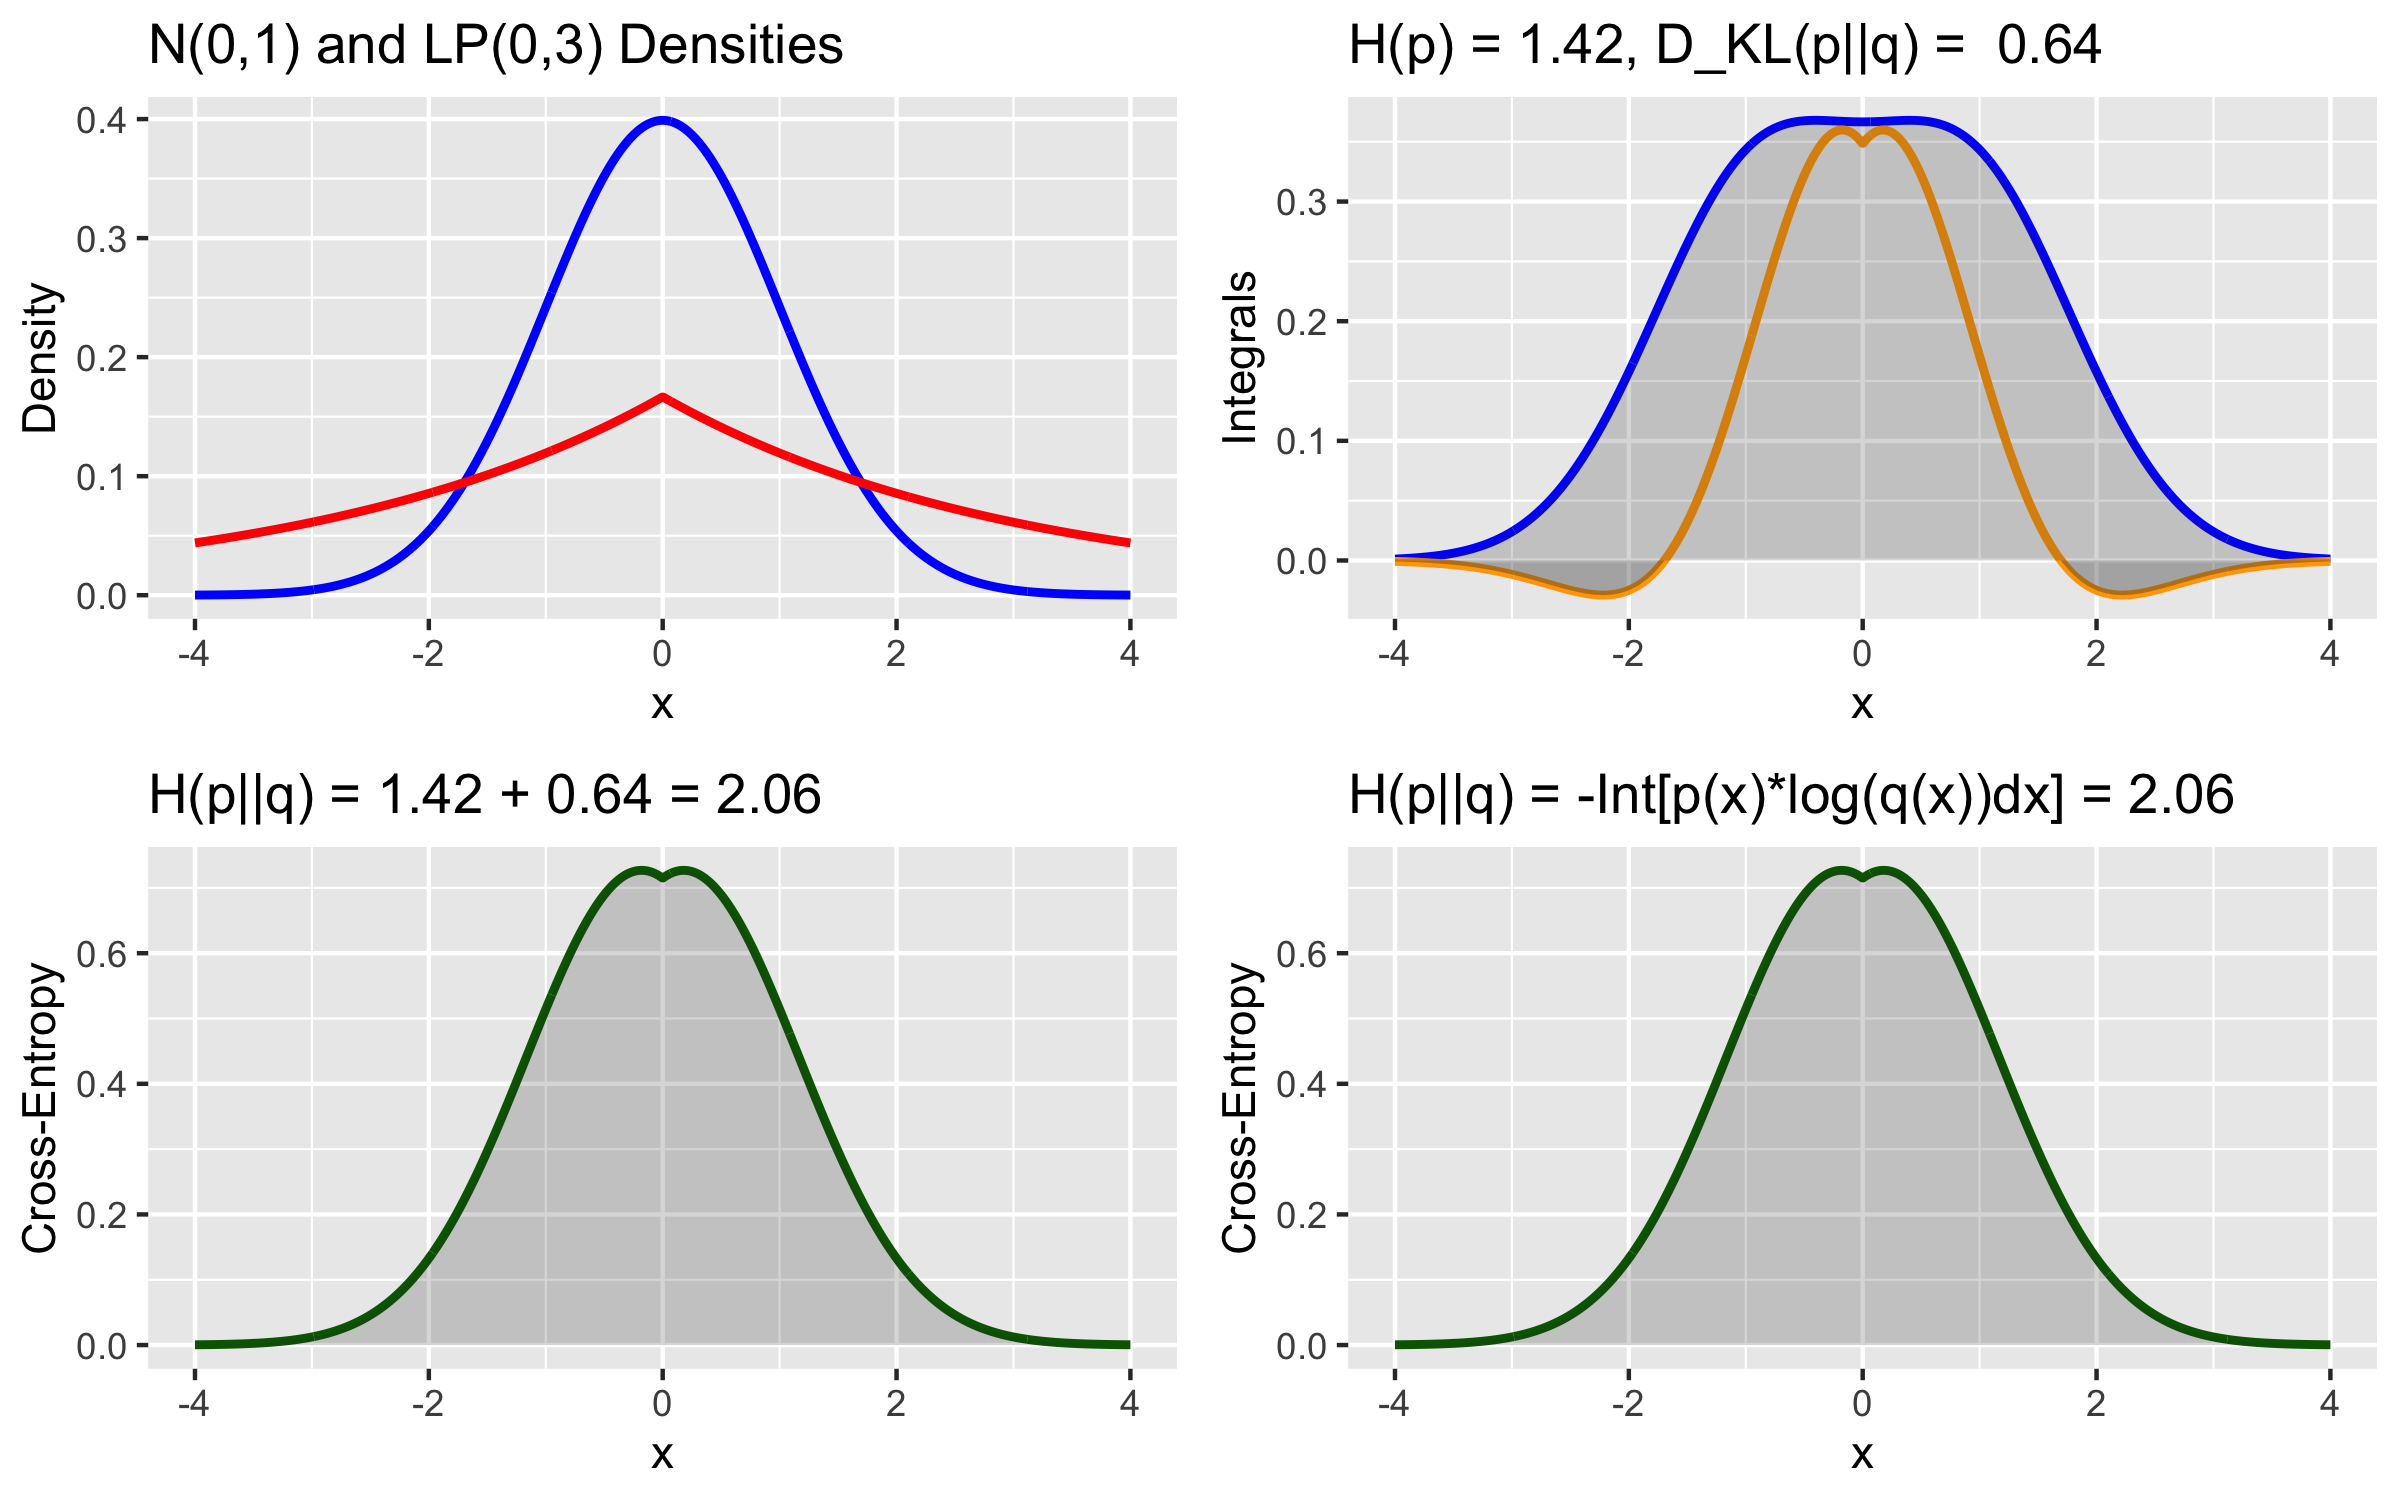 N(0,1) and LP(0,3) Densities
Density
0.4
0.3
0.2
0.1
0.0
-4 -2 0 2 4
x
H(p) = 1.42, D_KL(p||q) =  0.64
Integrals
0.3
0.2
0.1
0.0
-4 -2 0 2 4
x
H(p||q) = 1.42 + 0.64 = 2.06
Cross-Entropy
0.6
0.4
0.2
0.0
-4 -2 0 2 4
x
H(p||q) = -Int[p(x)*log(q(x))dx] = 2.06
Cross-Entropy
0.6
0.4
0.2
0.0
-4 -2 0 2 4
x